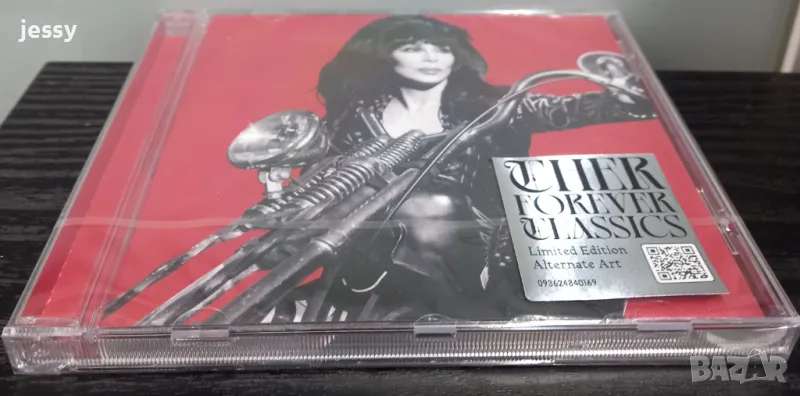 jessy
CHER
FOREVER
CLASSICS
Limited Edition
Alternate Art
093624840169
BAZAR